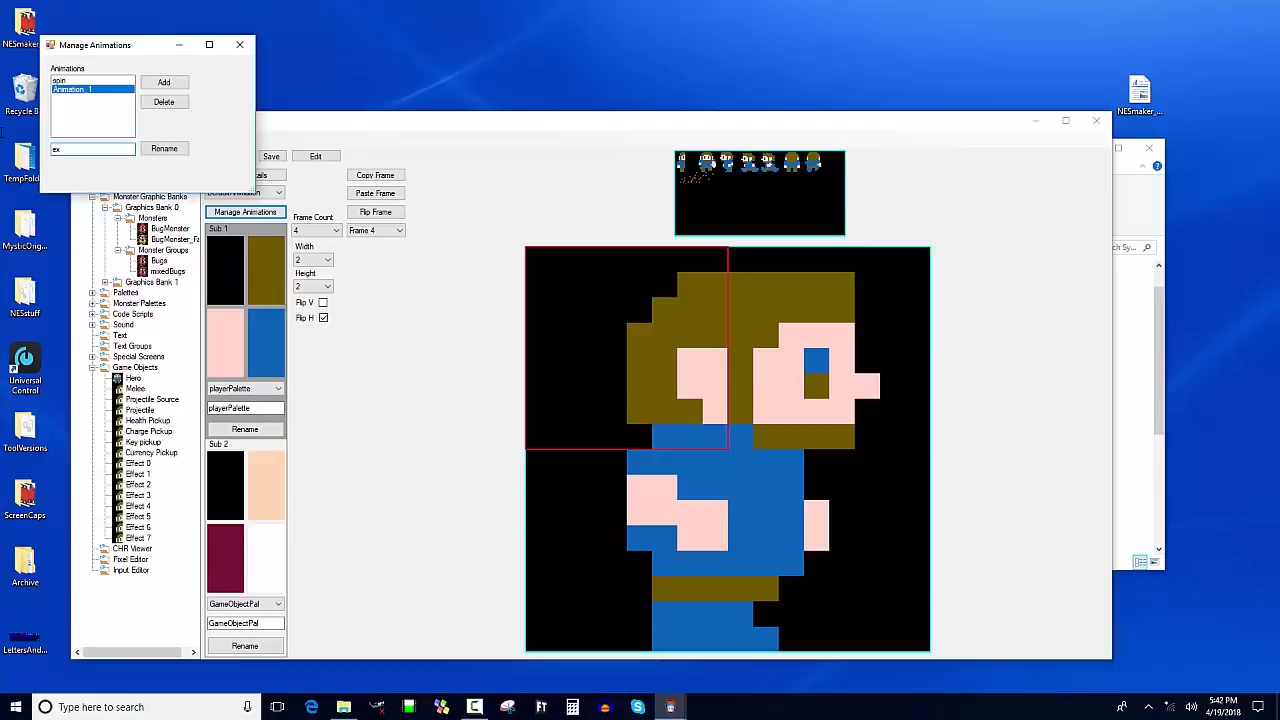 NESmaker
Recycle B
TempFold
MysticOrig...
NEStuff
Universal
Control
ToolVersions
ScreenCaps
Archive
LettersAnd...
NESmaker_...
Manage Animations
Animations
spin
Animation_1
ex
Add
Delete
Rename
Save
Edit
Manage Animations
Copy Frame
Paste Frame
Flip Frame
Frame Count
4
Frame 4
Width
2
Height
2
Flip V
Flip H
Sub 1
playerPalette
playerPalette
Rename
Sub 2
GameObjectPal
GameObjectPal
Rename
Monster Graphic Banks
Graphics Bank 0
Monsters
BugMonster
BugMonster_Fa
Monster Groups
Bugs
mixedBugs
Graphics Bank 1
Palettes
Monster Palettes
Code Scripts
Sound
Text
Text Groups
Special Screens
Game Objects
Hero
Melee
Projectile Source
Projectile
Health Pickup
Charge Pickup
Key pickup
Currency Pickup
Effect 0
Effect 1
Effect 2
Effect 3
Effect 4
Effect 5
Effect 6
Effect 7
CHR Viewer
Pixel Editor
Input Editor
ch Sy...
Type here to search
5:42 PM
4/19/2018